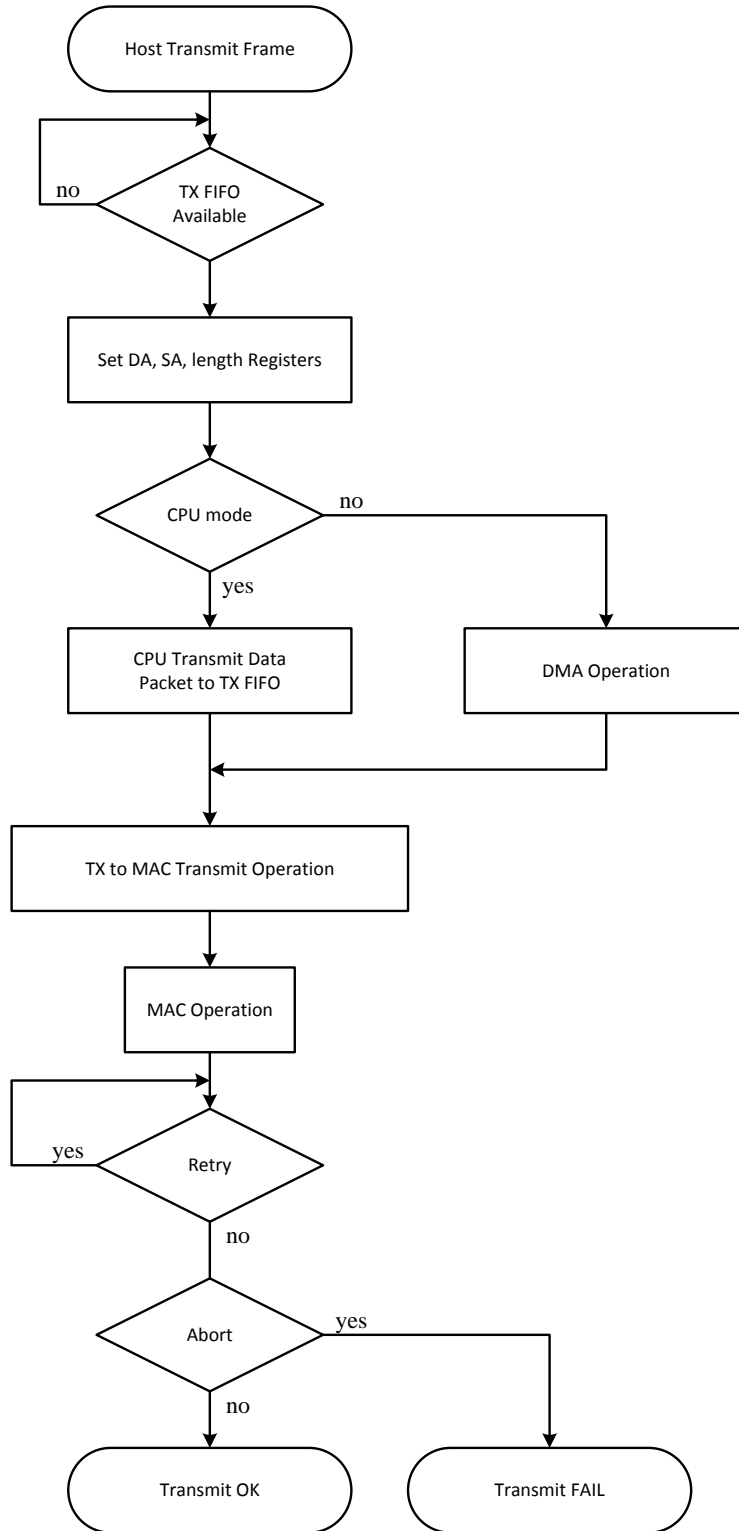 Host Transmit Frame
no
TX FIFO
Available
Set DA, SA, length Registers
CPU mode
no
yes
CPU Transmit Data
Packet to TX FIFO
DMA Operation
TX to MAC Transmit Operation
MAC Operation
yes
Retry
no
Abort
yes
no
Transmit OK
Transmit FAIL